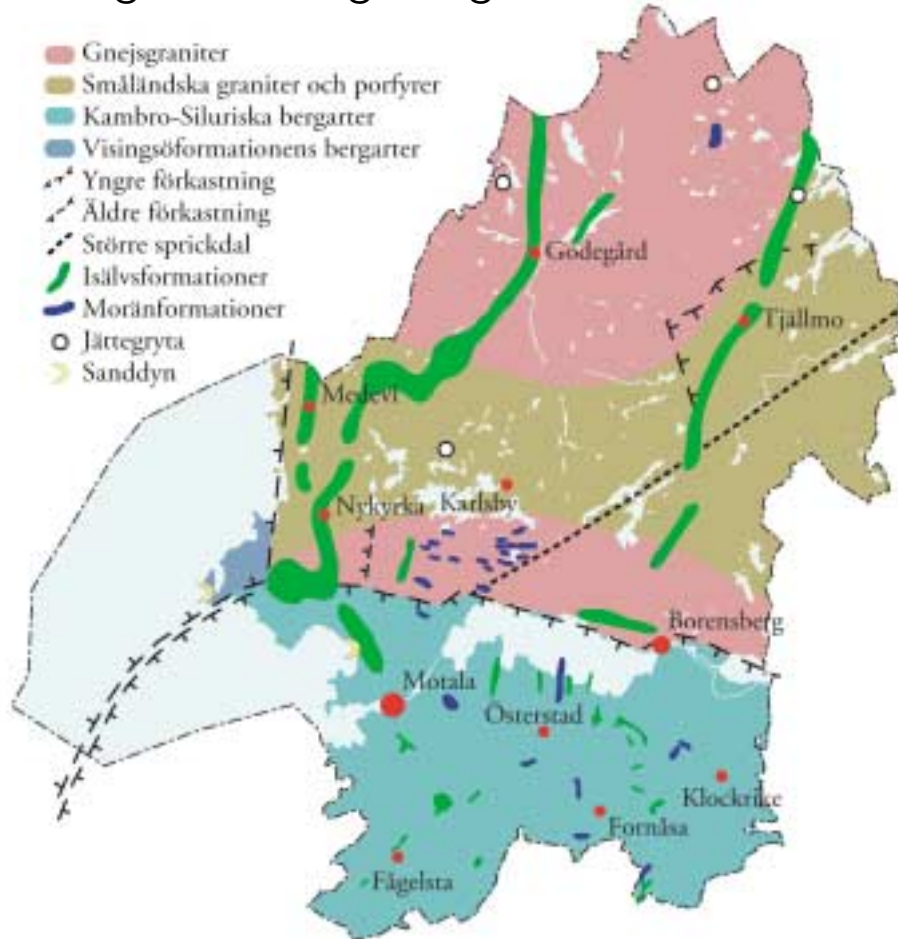 Gnejsgraniter
Småländska graniter och porfyrer
Kambro-Siluriska bergarter
Visingsöformationens bergarter
Yngre förkastning
Äldre förkastning
Större sprickdal
Isälvsformationer
Moränformationer
Jättegryta
Sanddyn
Godegård
Tjällmo
Medevi
Nykyrka
Karlsby
Borensberg
Motala
Österstad
Klockrike
Fornåsa
Fågelsta